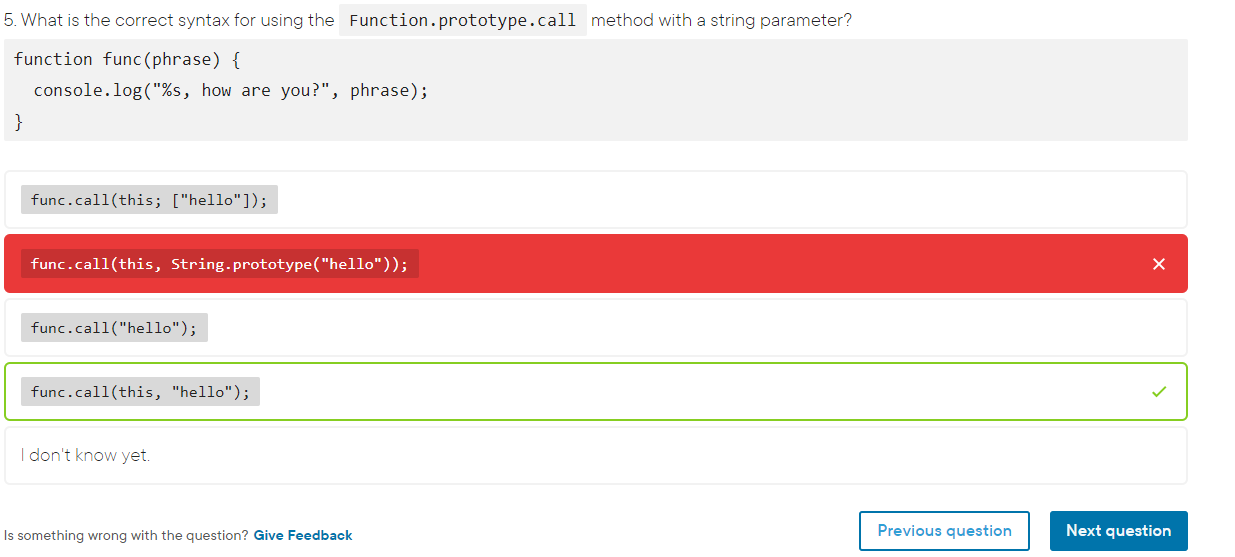 5. What is the correct syntax for using the Function.prototype.call method with a string parameter?
function func(phrase) {
  console.log("%s, how are you?", phrase);
}
func.call(this; ["hello"]);
func.call(this, String.prototype("hello"));
func.call("hello");
func.call(this, "hello");
I don't know yet.
Is something wrong with the question? Give Feedback
Previous question
Next question